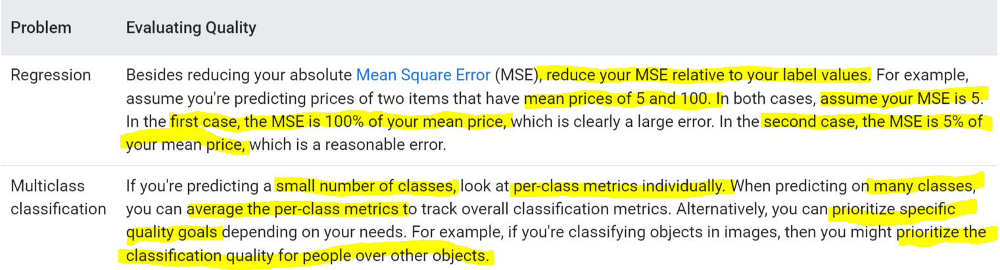 Problem Evaluating Quality
Regression Besides reducing your absolute Mean Square Error (MSE), reduce your MSE relative to your label values. For example,
assume you're predicting prices of two items that have mean prices of 5 and 100. In both cases, assume your MSE is 5.
In the first case, the MSE is 100% of your mean price, which is clearly a large error. In the second case, the MSE is 5% of
your mean price, which is a reasonable error.
Multiclass If you're predicting a small number of classes, look at per-class metrics individually. When predicting on many classes,
classification you can average the per-class metrics to track overall classification metrics. Alternatively, you can prioritize specific
quality goals depending on your needs. For example, if you're classifying objects in images, then you might prioritize the
classification quality for people over other objects.